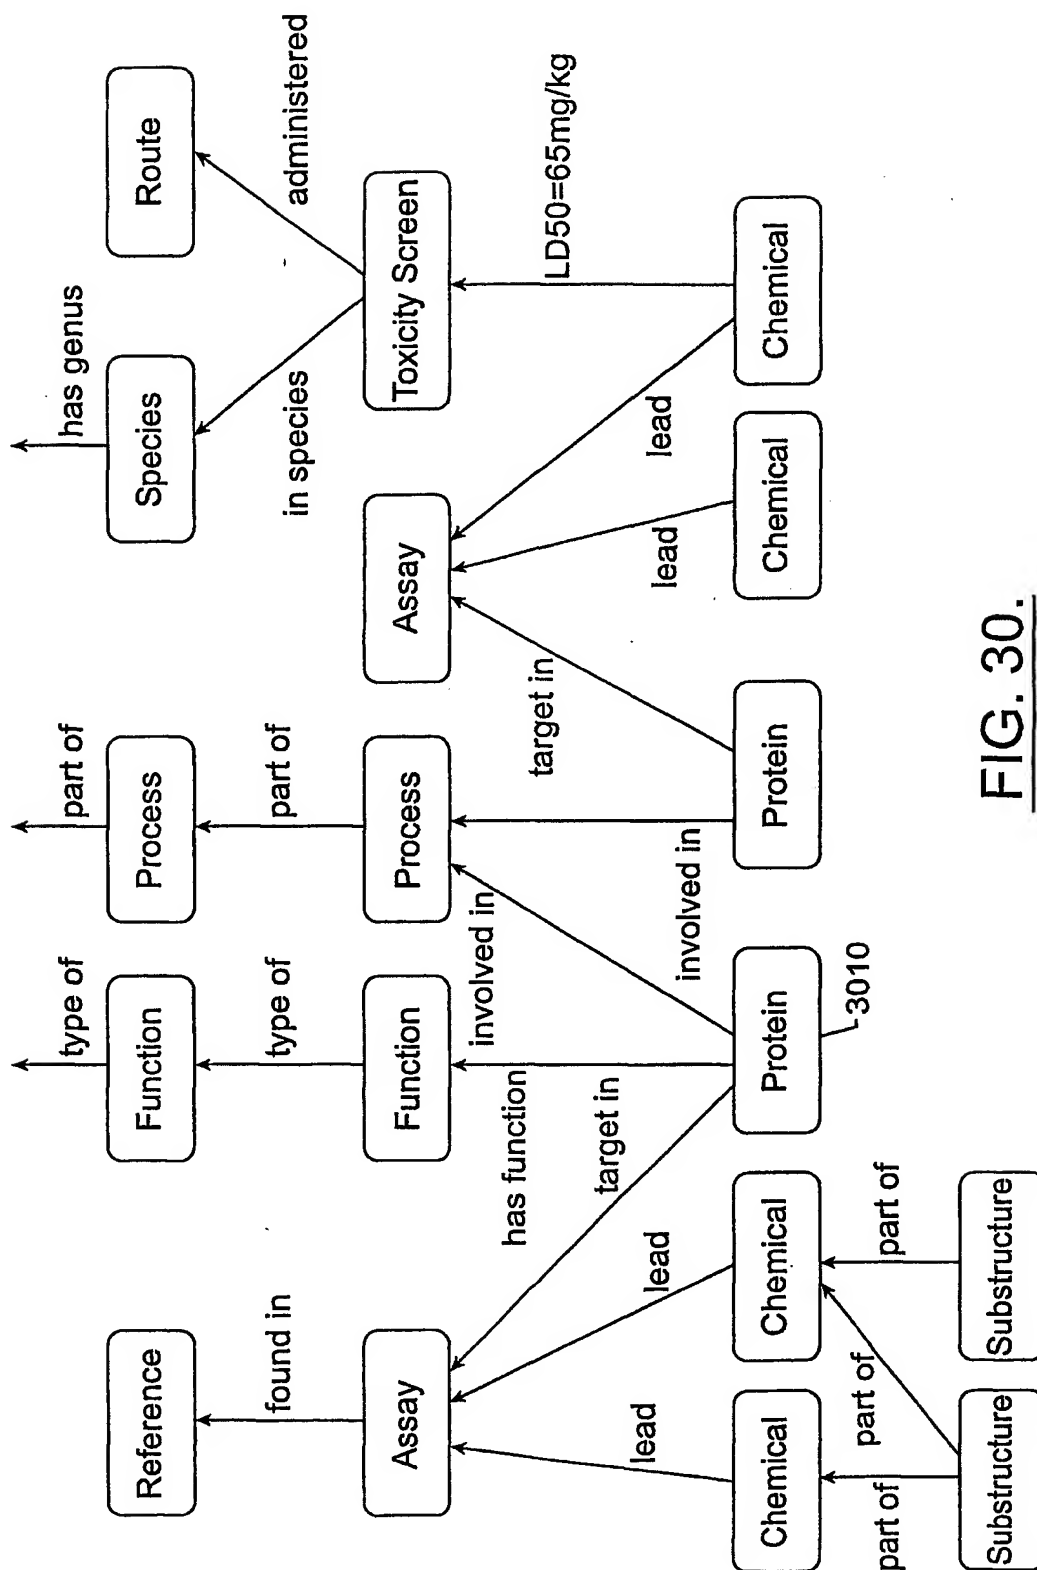 type of
part of
has genus
Reference
Function
Process
Species
Route
found in
type of
part of
in species
administered
Assay
Function
Process
Assay
Toxicity Screen
has function
involved in
target in
LD50=65mg/kg
target in
lead
lead
lead
involved in
lead
Chemical
Chemical
Protein
Protein
Chemical
Chemical
3010
part of
part of
part of
Substructure
Substructure
FIG. 30.